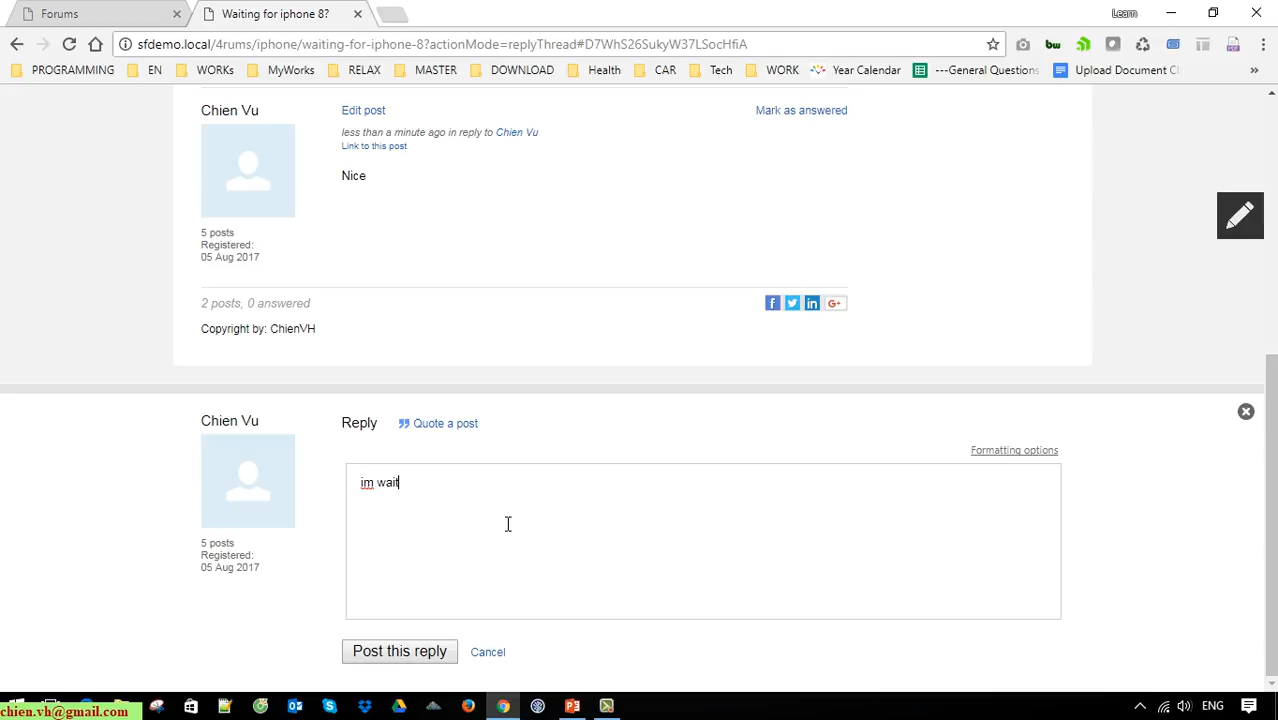 Forums
Waiting for iphone 8?
Learn
sfdemo.local/4rums/iphone/waiting-for-iphone-8?actionMode=replyThread#D7WhS26SukyW37LSocHfiA
PROGRAMMING EN WORKs MyWorks RELAX MASTER DOWNLOAD Health CAR Tech WORK Year Calendar ---General Questions Upload Document Cl »
Chien Vu
Edit post
Mark as answered
less than a minute ago in reply to Chien Vu
Link to this post
Nice
5 posts
Registered:
05 Aug 2017
2 posts, 0 answered
Copyright by: ChienVH
Chien Vu
Reply
Quote a post
Formatting options
im wait
5 posts
Registered:
05 Aug 2017
Post this reply
Cancel
chien.vh@gmail.com
ENG